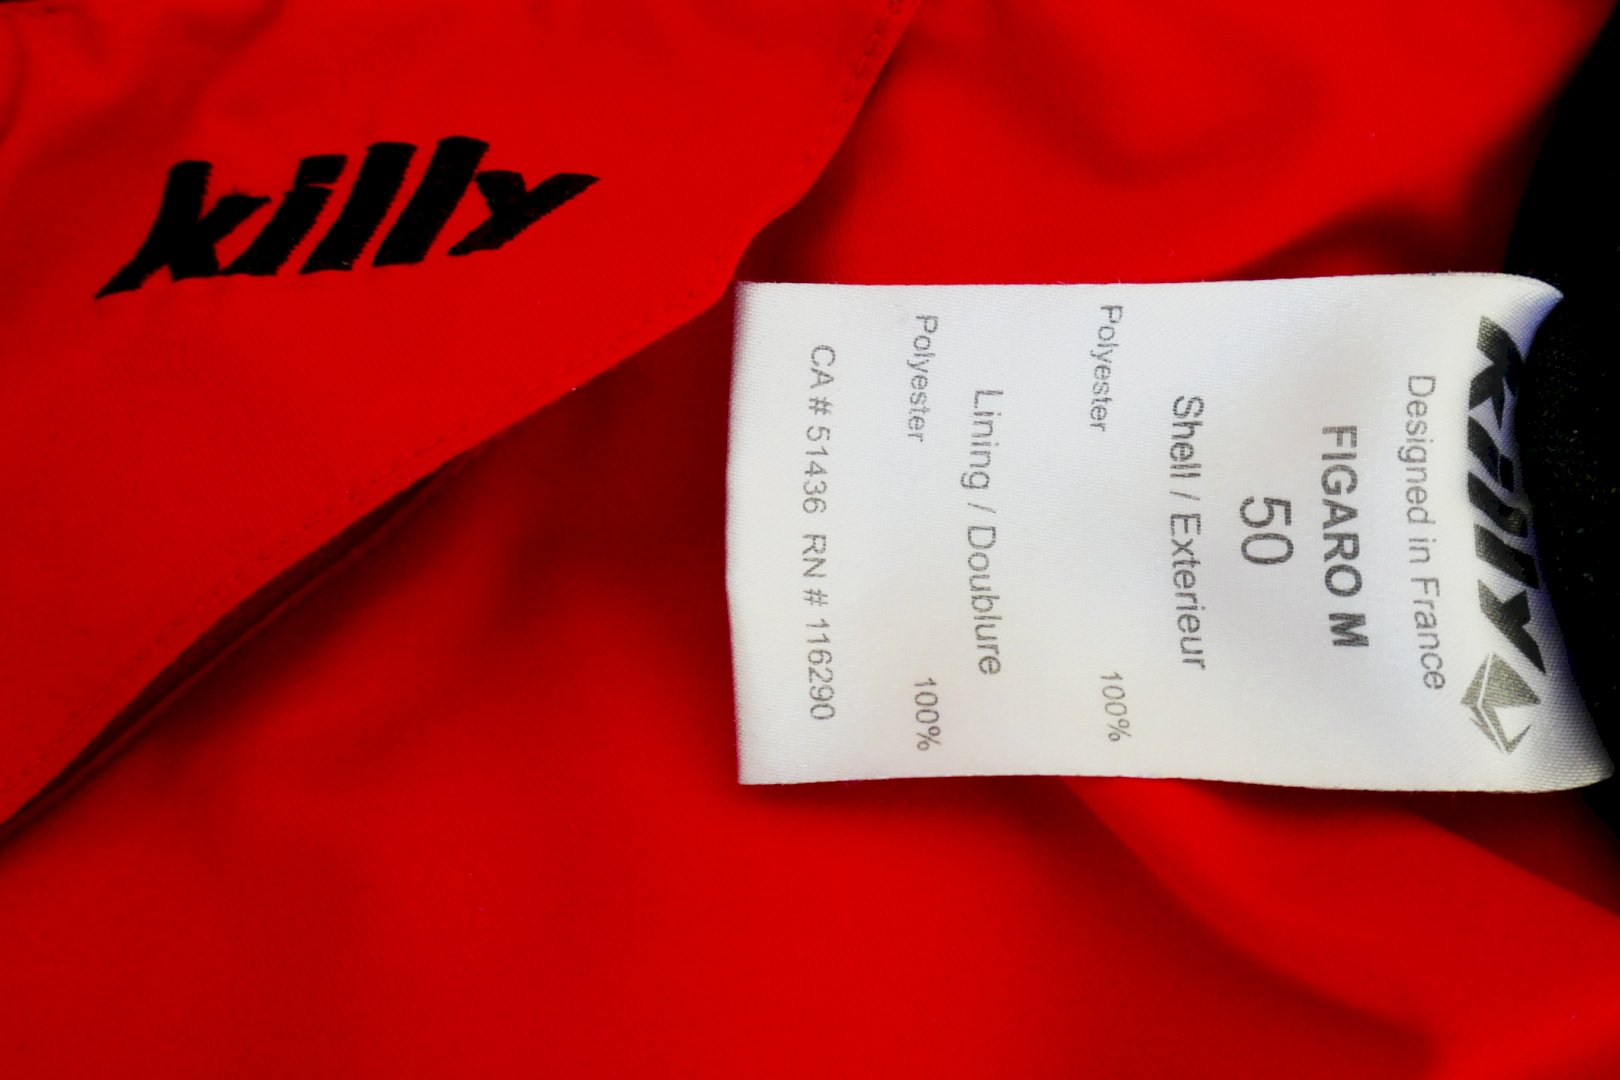 killy
killy
Designed in France
FIGARO M
50
Shell / Exterieur
Polyester 100%
Lining / Doublure
Polyester 100%
CA # 51436 RN # 116290